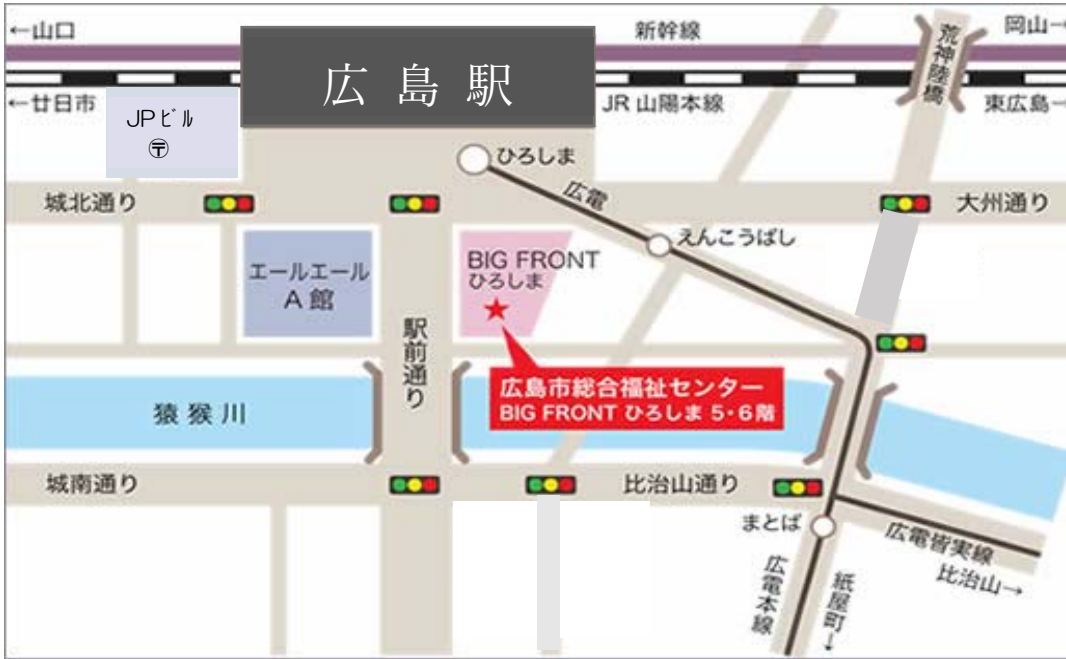 ←山口
新幹線
岡山→
荒神陸橋
広島駅
←廿日市
JR 山陽本線
東広島→
JPビル
〒
ひろしま
広電
城北通り
大州通り
えんこうばし
エールエール
A 館
BIG FRONT
ひろしま
駅前通り
広島市総合福祉センター
BIG FRONT ひろしま 5・6階
猿猴川
城南通り
比治山通り
まとば
広電皆実線
比治山→
広電本線
紙屋町→